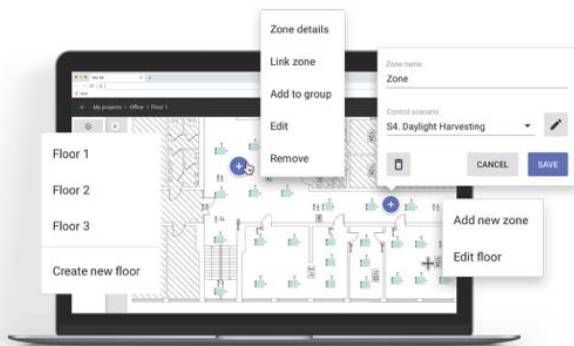 Zone details
Link zone
Add to group
Edit
Remove
Zone name
Zone
Control scenario
S4. Daylight Harvesting
CANCEL
SAVE
My projects > Office > Floor 1
Floor 1
Floor 2
Floor 3
Create new floor
Add new zone
Edit floor